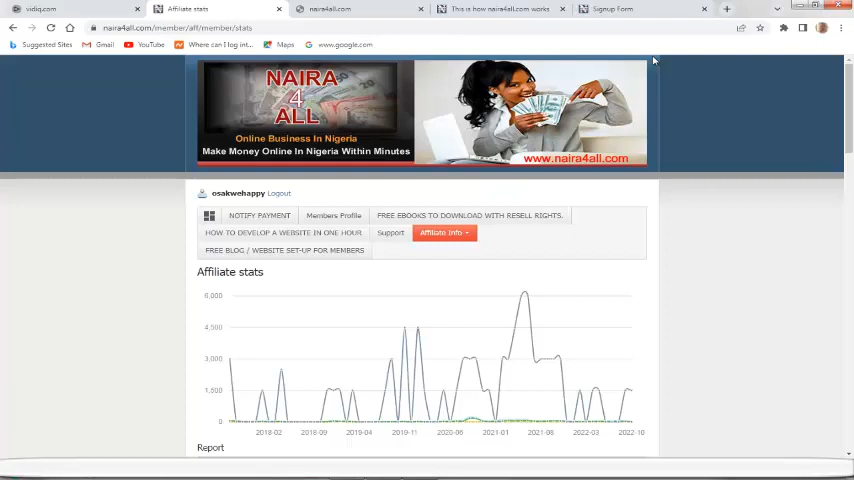 vidiq.com
Affiliate stats
naira4all.com
This is how naira4all.com works
Signup Form
naira4all.com/member/aff/member/stats
Suggested Sites
Gmail
YouTube
Where can I log int...
Maps
www.google.com
NAIRA
4
ALL
Online Business In Nigeria
Make Money Online In Nigeria Within Minutes
www.naira4all.com
osakwehappy Logout
NOTIFY PAYMENT
Members Profile
FREE EBOOKS TO DOWNLOAD WITH RESELL RIGHTS.
HOW TO DEVELOP A WEBSITE IN ONE HOUR
Support
Affiliate Info
FREE BLOG / WEBSITE SET-UP FOR MEMBERS
Affiliate stats
6,000
4,500
3,000
1,500
0
2018-02 2018-09 2019-04 2019-11 2020-06 2021-01 2021-08 2022-03 2022-10
Report